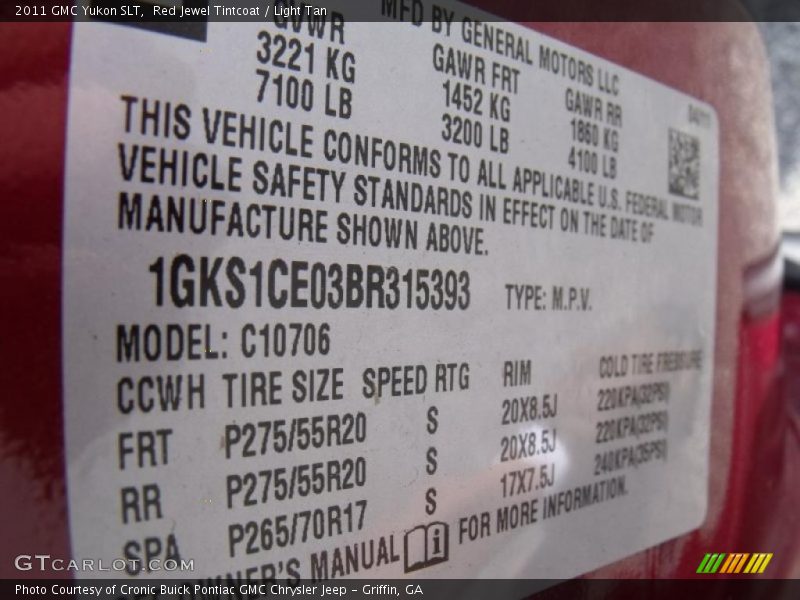 2011 GMC Yukon SLT, Red Jewel Tintcoat / Light Tan
GVWR
3221 KG
7100 LB
MFD BY GENERAL MOTORS LLC
GAWR FRT
1452 KG
3200 LB
GAWR RR
1860 KG
4100 LB
THIS VEHICLE CONFORMS TO ALL APPLICABLE U.S. FEDERAL MOTOR
VEHICLE SAFETY STANDARDS IN EFFECT ON THE DATE OF
MANUFACTURE SHOWN ABOVE.
1GKS1CE03BR315393 TYPE: M.P.V.
MODEL: C10706
CCWH TIRE SIZE SPEED RTG RIM COLD TIRE PRESSURE
FRT P275/55R20 S 20X8.5J 220KPA(32PSI)
RR P275/55R20 S 20X8.5J 220KPA(32PSI)
SPA P265/70R17 S 17X7.5J 240KPA(35PSI)
OWNER'S MANUAL FOR MORE INFORMATION.
GTcarlot.com
Photo Courtesy of Cronic Buick Pontiac GMC Chrysler Jeep - Griffin, GA